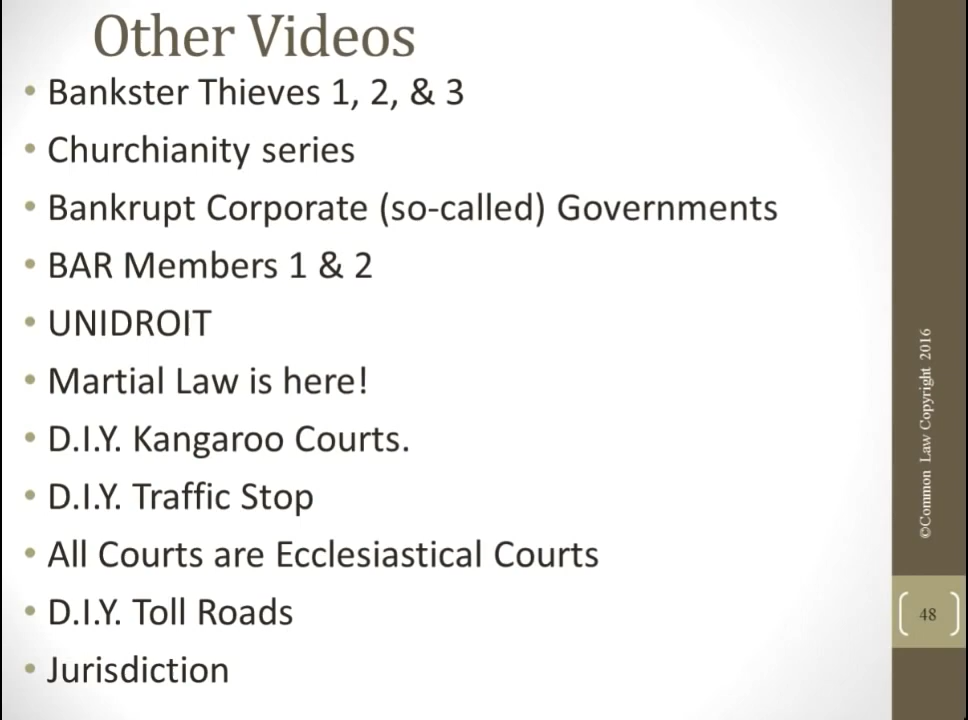 Other Videos
• Bankster Thieves 1, 2, & 3
• Churchianity series
• Bankrupt Corporate (so-called) Governments
• BAR Members 1 & 2
• UNIDROIT
• Martial Law is here!
• D.I.Y. Kangaroo Courts.
• D.I.Y. Traffic Stop
• All Courts are Ecclesiastical Courts
• D.I.Y. Toll Roads
• Jurisdiction
©Common Law Copyright 2016
48